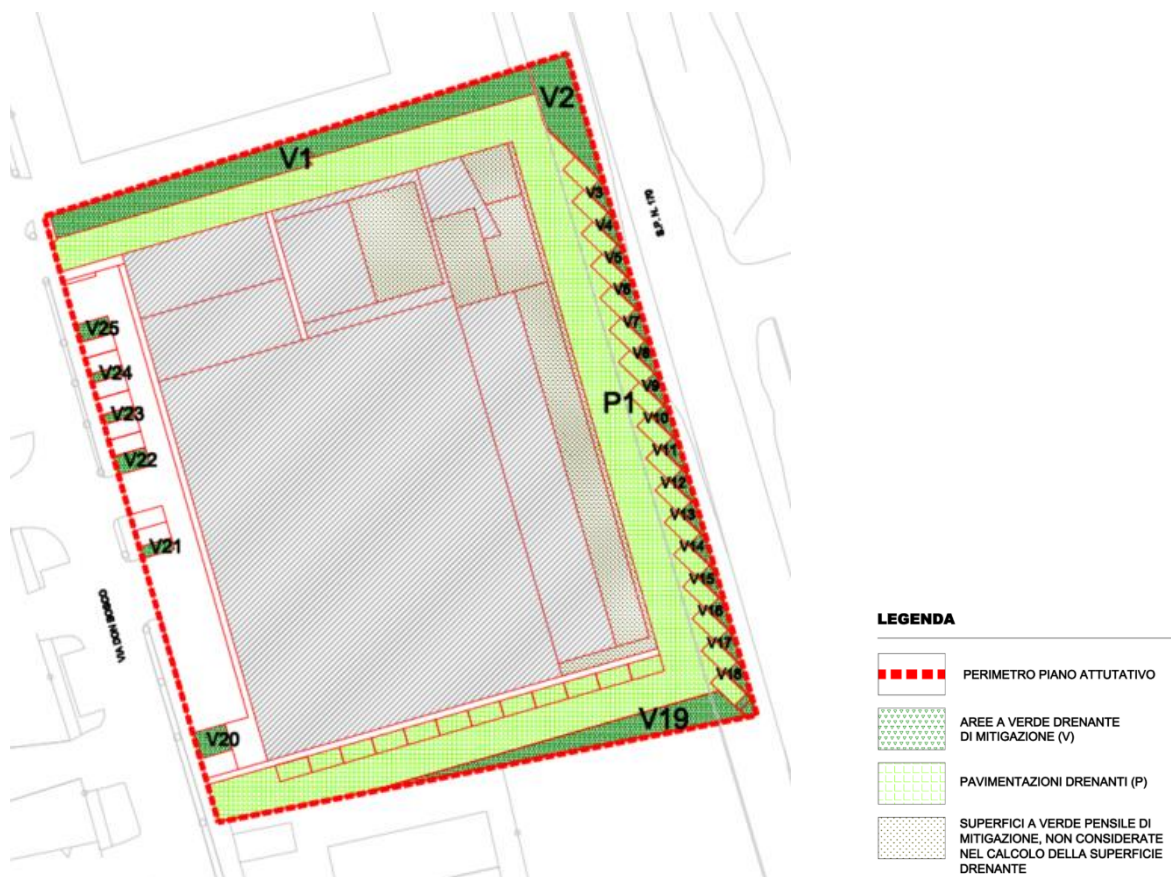 V2
V1
V3
S.P. N. 170
V4
V5
V6
V7
V25
V8
V24
V9
P1
V23
V10
V11
V22
V12
V13
V21
V14
V15
VIA DON BOSCO
V16
V17
V18
V19
V20
LEGENDA
PERIMETRO PIANO ATTUTATIVO
AREE A VERDE DRENANTE
DI MITIGAZIONE (V)
PAVIMENTAZIONI DRENANTI (P)
SUPERFICI A VERDE PENSILE DI
MITIGAZIONE, NON CONSIDERATE
NEL CALCOLO DELLA SUPERFICIE
DRENANTE